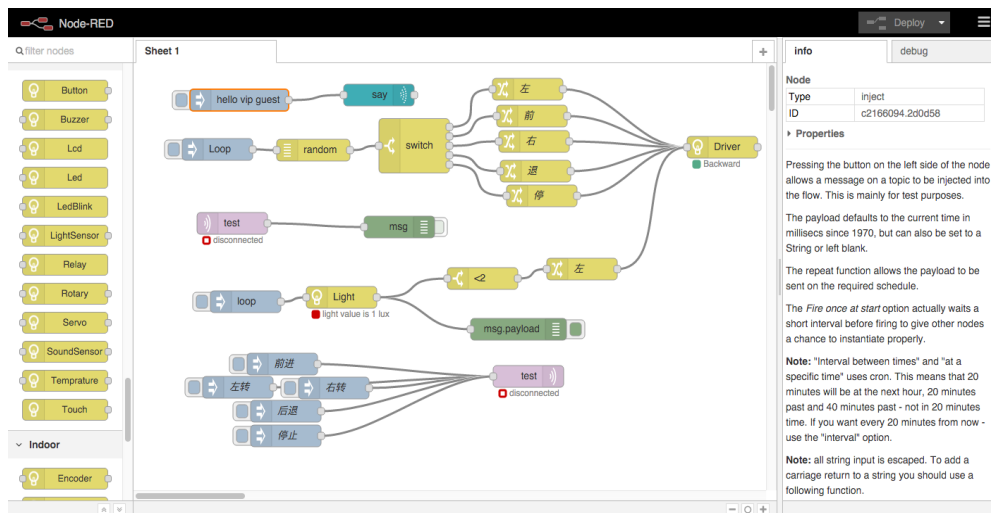 Node-RED
Deploy
filter nodes
Sheet 1
+
info
debug
Button
Buzzer
Lcd
Led
LedBlink
LightSensor
Relay
Rotary
Servo
SoundSensor
Temprature
Touch
Indoor
Encoder
hello vip guest
say
左
前
右
退
停
Loop
random
switch
Driver
Backward
test
disconnected
msg
loop
Light
light value is 1 lux
<2
左
msg.payload
前进
左转
右转
后退
停止
test
disconnected
Node
Type inject
ID c2166094.2d0d58
Properties
Pressing the button on the left side of the node
allows a message on a topic to be injected into
the flow. This is mainly for test purposes.
The payload defaults to the current time in
millisecs since 1970, but can also be set to a
String or left blank.
The repeat function allows the payload to be
sent on the required schedule.
The Fire once at start option actually waits a
short interval before firing to give other nodes
a chance to instantiate properly.
Note: "Interval between times" and "at a
specific time" uses cron. This means that 20
minutes will be at the next hour, 20 minutes
past and 40 minutes past - not in 20 minutes
time. If you want every 20 minutes from now -
use the "interval" option.
Note: all string input is escaped. To add a
carriage return to a string you should use a
following function.